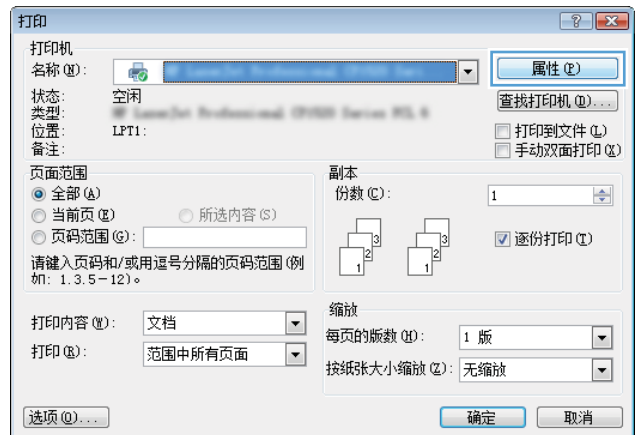 打印
打印机
名称(N):
属性(P)
状态: 空闲
查找打印机(D)...
类型:
位置: LPT1:
打印到文件(L)
备注:
手动双面打印(X)
页面范围
副本
全部(A)
份数(C): 1
当前页(E) 所选内容(S)
页码范围(G):
逐份打印(T)
请键入页码和/或用逗号分隔的页码范围(例
如: 1.3.5-12)。
3 3
2 2
1 1
缩放
打印内容(W): 文档
每页的版数(H): 1 版
打印(R): 范围中所有页面
按纸张大小缩放(Z): 无缩放
选项(O)...
确定 取消